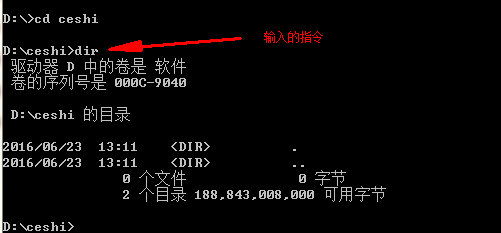 D:\>cd ceshi
输入的指令
D:\ceshi>dir
驱动器 D 中的卷是 软件
卷的序列号是 000C-9040
D:\ceshi 的目录
2016/06/23  13:11    <DIR>          .
2016/06/23  13:11    <DIR>          ..
0 个文件              0 字节
2 个目录 188,843,008,000 可用字节
D:\ceshi>